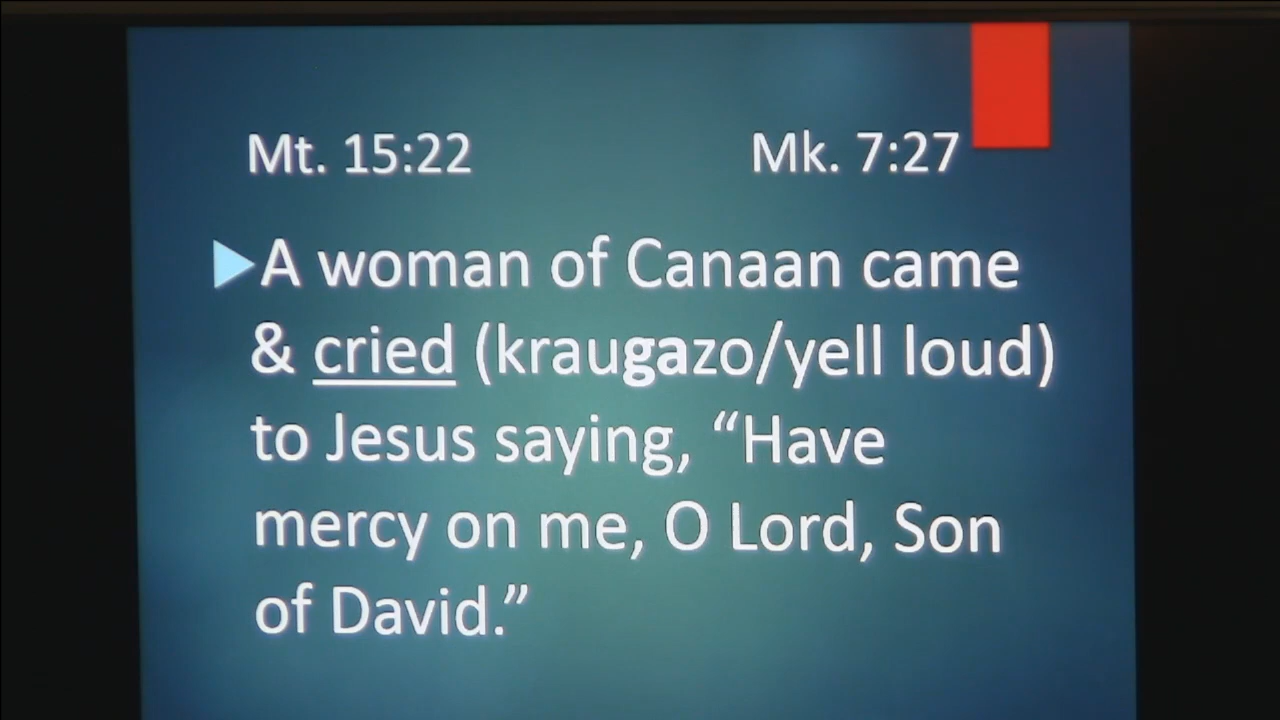 Mt. 15:22 Mk. 7:27
A woman of Canaan came
& cried (kraugazo/yell loud)
to Jesus saying, “Have
mercy on me, O Lord, Son
of David.”